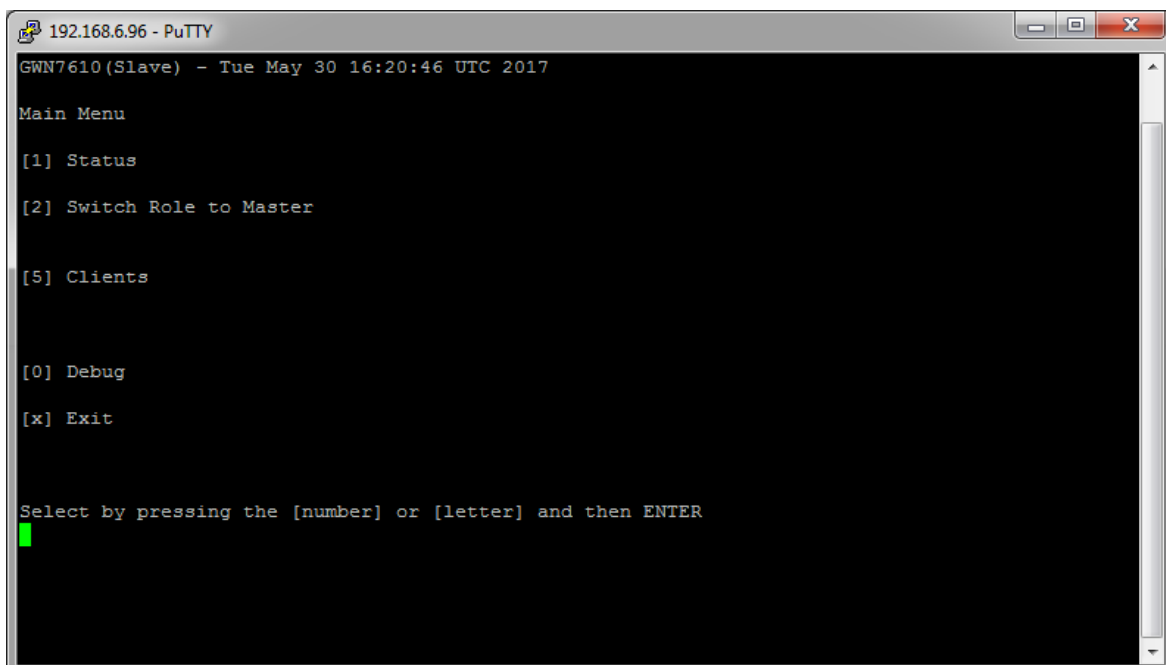 192.168.6.96 - PuTTY
GWN7610(Slave) - Tue May 30 16:20:46 UTC 2017
Main Menu
[1] Status
[2] Switch Role to Master
[5] Clients
[0] Debug
[x] Exit
Select by pressing the [number] or [letter] and then ENTER